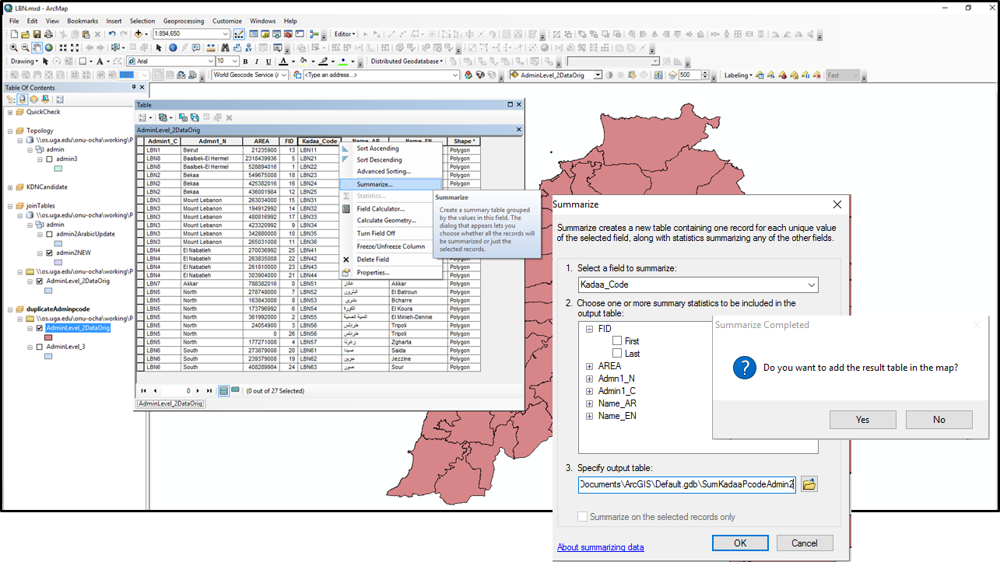 LBN.mxd - ArcMap
File Edit View Bookmarks Insert Selection Geoprocessing Customize Windows Help
1:894,650 Editor
Drawing Arial 10 B I U A Distributed Geodatabase
World Geocode Service (A <Type an address...> AdminLevel_2DataOrig 500 Labeling Fast
Table Of Contents
QuickCheck
Topology
\\os.uga.edu\onu-ocha\working\P
admin
admin3
KDNCandidate
joinTables
\\os.uga.edu\onu-ocha\working\P
admin
admin2ArabicUpdate
admin2NEW
\\os.uga.edu\onu-ocha\working\P
AdminLevel_2DataOrig
duplicateAdminpcode
\\os.uga.edu\onu-ocha\working\P
AdminLevel_2DataOrig
AdminLevel_3
Table
AdminLevel_2DataOrig
Admin1_C Admn1_N AREA FID Kadaa_Code Name_AR Name_EN Shape *
LBN1 Beirut 21235900 13 LBN11 Polygon
LBN8 Baalbek-El Hermel 2318439936 5 LBN21 Polygon
LBN8 Baalbek-El Hermel 528894016 1 LBN22 Polygon
LBN2 Bekaa 549675008 18 LBN23 Polygon
LBN2 Bekaa 425382016 16 LBN24 Polygon
LBN2 Bekaa 436001984 12 LBN25
LBN3 Mount Lebanon 263034000 15 LBN31
LBN3 Mount Lebanon 194912992 14 LBN32
LBN3 Mount Lebanon 480816992 17 LBN33
LBN3 Mount Lebanon 423320992 9 LBN34
LBN3 Mount Lebanon 342880000 10 LBN35
LBN3 Mount Lebanon 265031008 11 LBN36
LBN4 El Nabatieh 270036992 25 LBN41
LBN4 El Nabatieh 263835008 22 LBN42 Polygon
LBN4 El Nabatieh 261810000 23 LBN43 Polygon
LBN4 El Nabatieh 303904000 21 LBN44 Polygon
LBN7 Akkar 788382016 0 LBN51 عكار Akkar Polygon
LBN5 North 278748000 7 LBN52 البترون El Batroun Polygon
LBN5 North 163843008 8 LBN53 بشري Bcharre Polygon
LBN5 North 173796992 6 LBN54 الكورة El Koura Polygon
LBN5 North 361992000 2 LBN55 المنية الضنية El Minieh-Dennie Polygon
LBN5 North 24054900 3 LBN56 طرابلس Tripoli Polygon
LBN5 North 0 26 LBN56 طرابلس Tripoli Polygon
LBN5 North 177271008 4 LBN57 زغرتا Zgharta Polygon
LBN6 South 273879008 20 LBN61 صيدا Saida Polygon
LBN6 South 239379008 19 LBN62 جزين Jezzine Polygon
LBN6 South 408289984 24 LBN63 صور Sour Polygon
0 (0 out of 27 Selected)
AdminLevel_2DataOrig
Sort Ascending
Sort Descending
Advanced Sorting...
Summarize...
Statistics...
Field Calculator...
Calculate Geometry...
Turn Field Off
Freeze/Unfreeze Column
Delete Field
Properties...
Summarize
Create a summary table grouped
by the values in this field. The
dialog that appears lets you
choose whether all the records will
be summarized or just the
selected records.
Summarize
Summarize creates a new table containing one record for each unique value
of the selected field, along with statistics summarizing any of the other fields.
1. Select a field to summarize:
Kadaa_Code
2. Choose one or more summary statistics to be included in the
output table:
FID
First
Last
AREA
Admn1_N
Admin1_C
Name_AR
Name_EN
3. Specify output table:
Documents\ArcGIS\Default.gdb\SumKadaaPcodeAdmin2
Summarize on the selected records only
About summarizing data OK Cancel
Summarize Completed
Do you want to add the result table in the map?
Yes No